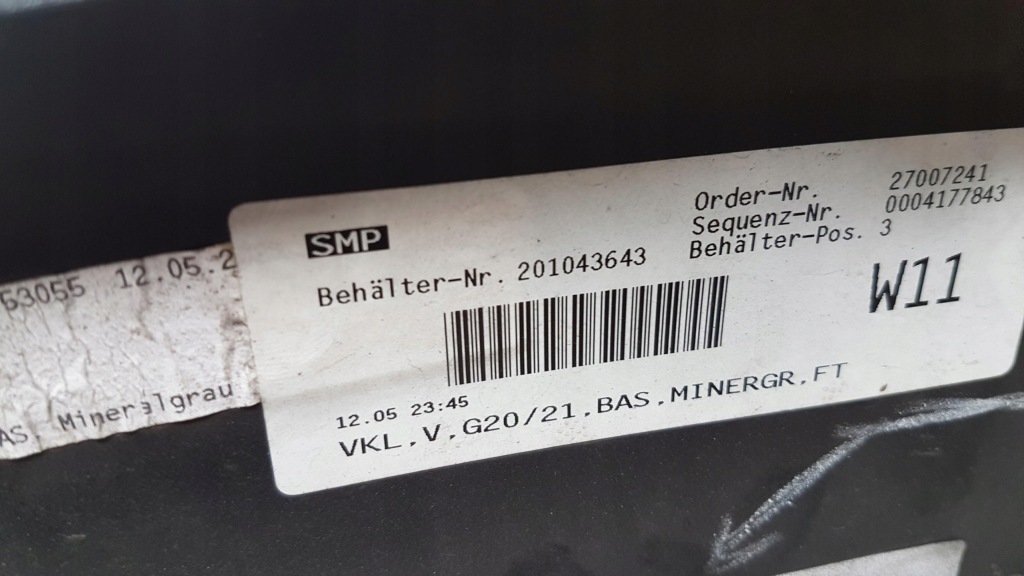 53055 12.05.2
AS Mineralgrau
SMP
Order-Nr. 27007241
Sequenz-Nr. 0004177843
Behälter-Nr. 201043643 Behälter-Pos. 3
W11
12.05 23:45
VKL,V,G20/21,BAS,MINERGR,FT